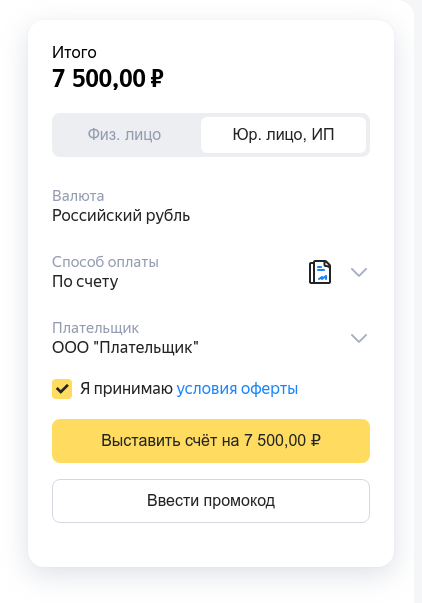 Итого
7 500,00 ₽
Физ. лицо
Юр. лицо, ИП
Валюта
Российский рубль
Способ оплаты
По счету
Плательщик
ООО "Плательщик"
Я принимаю условия оферты
Выставить счёт на 7 500,00 ₽
Ввести промокод